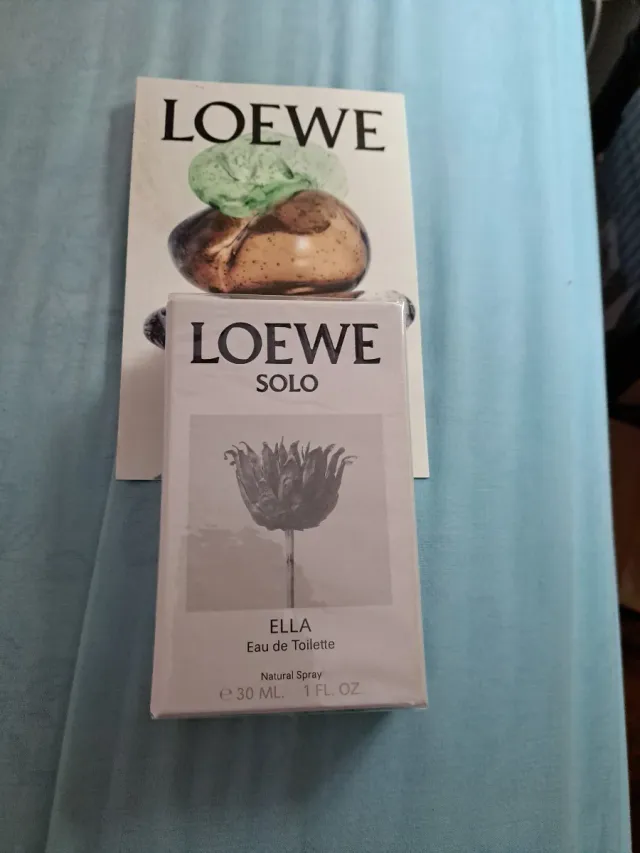 LOEWE
LOEWE
SOLO
ELLA
Eau de Toilette
Natural Spray
℮ 30 ML. 1 FL. OZ.